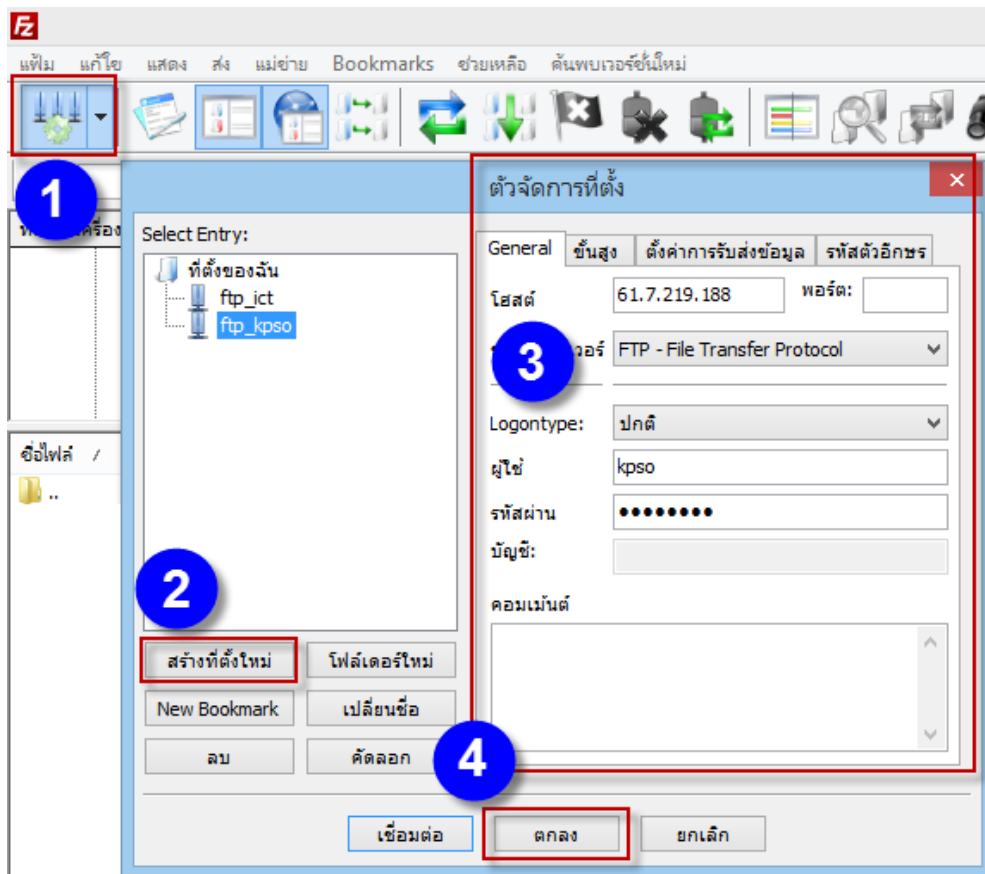 Fz
แฟ้ม แก้ไข แสดง ส่ง แม่ข่าย Bookmarks ช่วยเหลือ ค้นพบเวอร์ชั่นใหม่
1
ตัวจัดการที่ตั้ง
Select Entry:
ที่ตั้งของฉัน
ftp_ict
ftp_kpso
General ขั้นสูง ตั้งค่าการรับส่งข้อมูล รหัสตัวอักษร
โฮสต์ 61.7.219.188 พอร์ต:
3
FTP - File Transfer Protocol
Logontype: ปกติ
ผู้ใช้ kpso
รหัสผ่าน ●●●●●●●●
บัญชี:
คอมเม้นต์
ชื่อไฟล์ /
..
2
สร้างที่ตั้งใหม่ โฟล์เดอร์ใหม่
New Bookmark เปลี่ยนชื่อ
ลบ คัดลอก
4
เชื่อมต่อ ตกลง ยกเลิก